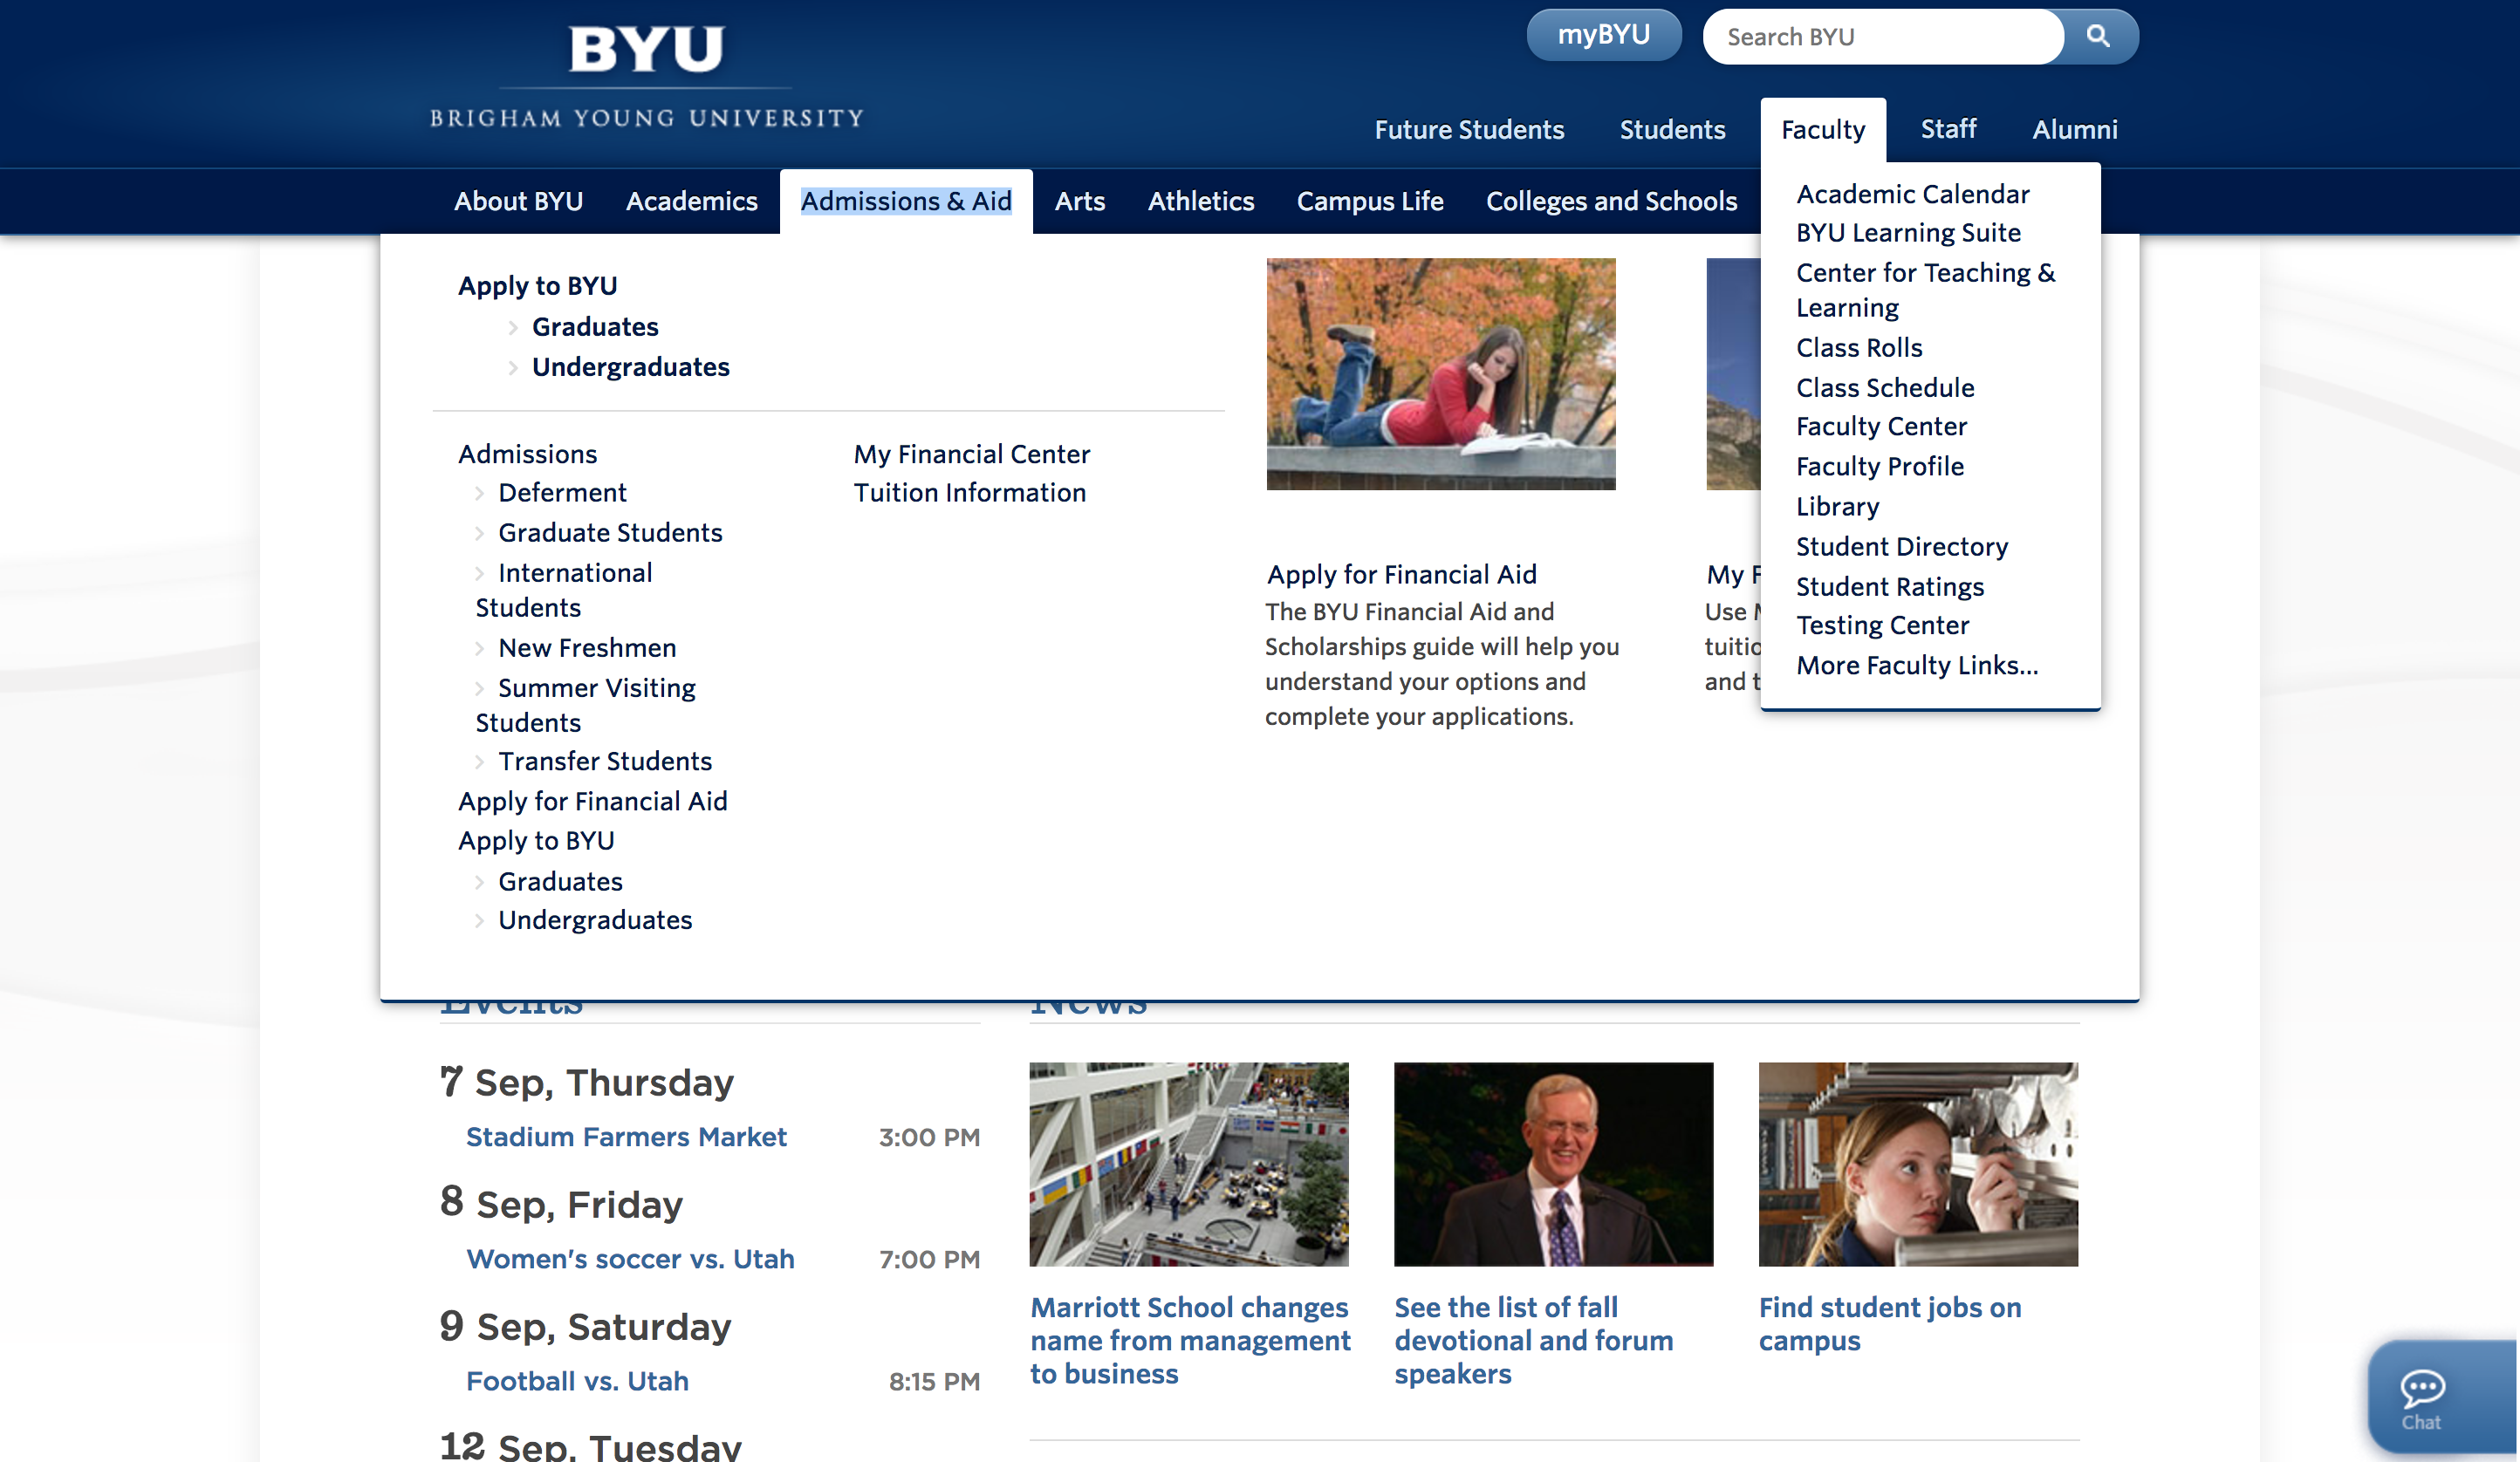 BYU
BRIGHAM YOUNG UNIVERSITY
myBYU
Search BYU
Future Students
Students
Faculty
Staff
Alumni
About BYU
Academics
Admissions & Aid
Arts
Athletics
Campus Life
Colleges and Schools
Academic Calendar
BYU Learning Suite
Center for Teaching &
Learning
Class Rolls
Class Schedule
Faculty Center
Faculty Profile
Library
Student Directory
Student Ratings
Testing Center
More Faculty Links...
Apply to BYU
Graduates
Undergraduates
Admissions
Deferment
Graduate Students
International
Students
New Freshmen
Summer Visiting
Students
Transfer Students
Apply for Financial Aid
Apply to BYU
Graduates
Undergraduates
My Financial Center
Tuition Information
Apply for Financial Aid
The BYU Financial Aid and
Scholarships guide will help you
understand your options and
complete your applications.
My
Use
and
Events
7 Sep, Thursday
Stadium Farmers Market 3:00 PM
8 Sep, Friday
Women's soccer vs. Utah 7:00 PM
9 Sep, Saturday
Football vs. Utah 8:15 PM
12 Sep, Tuesday
News
Marriott School changes
name from management
to business
See the list of fall
devotional and forum
speakers
Find student jobs on
campus
Chat